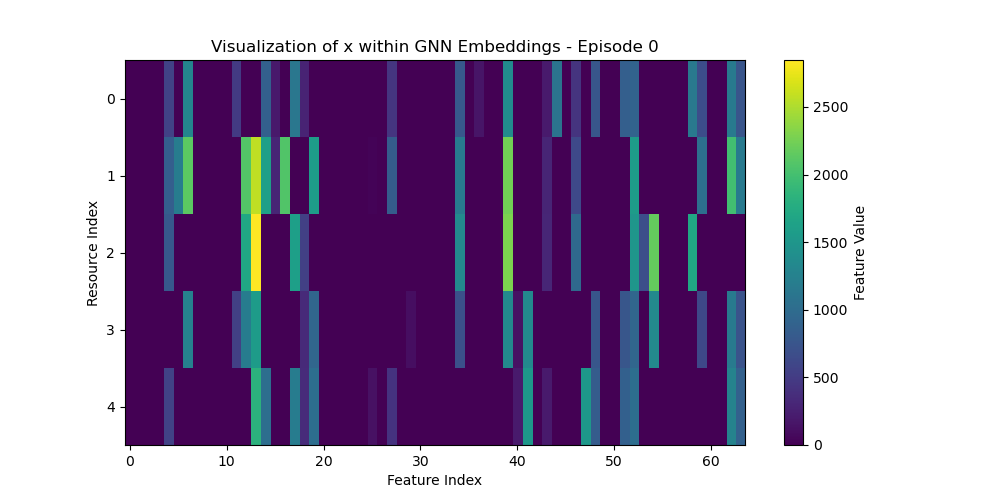 Visualization of x within GNN Embeddings - Episode 0
Resource Index
0
1
2
3
4
0 10 20 30 40 50 60
Feature Index
2500
2000
1500
1000
500
0
Feature Value